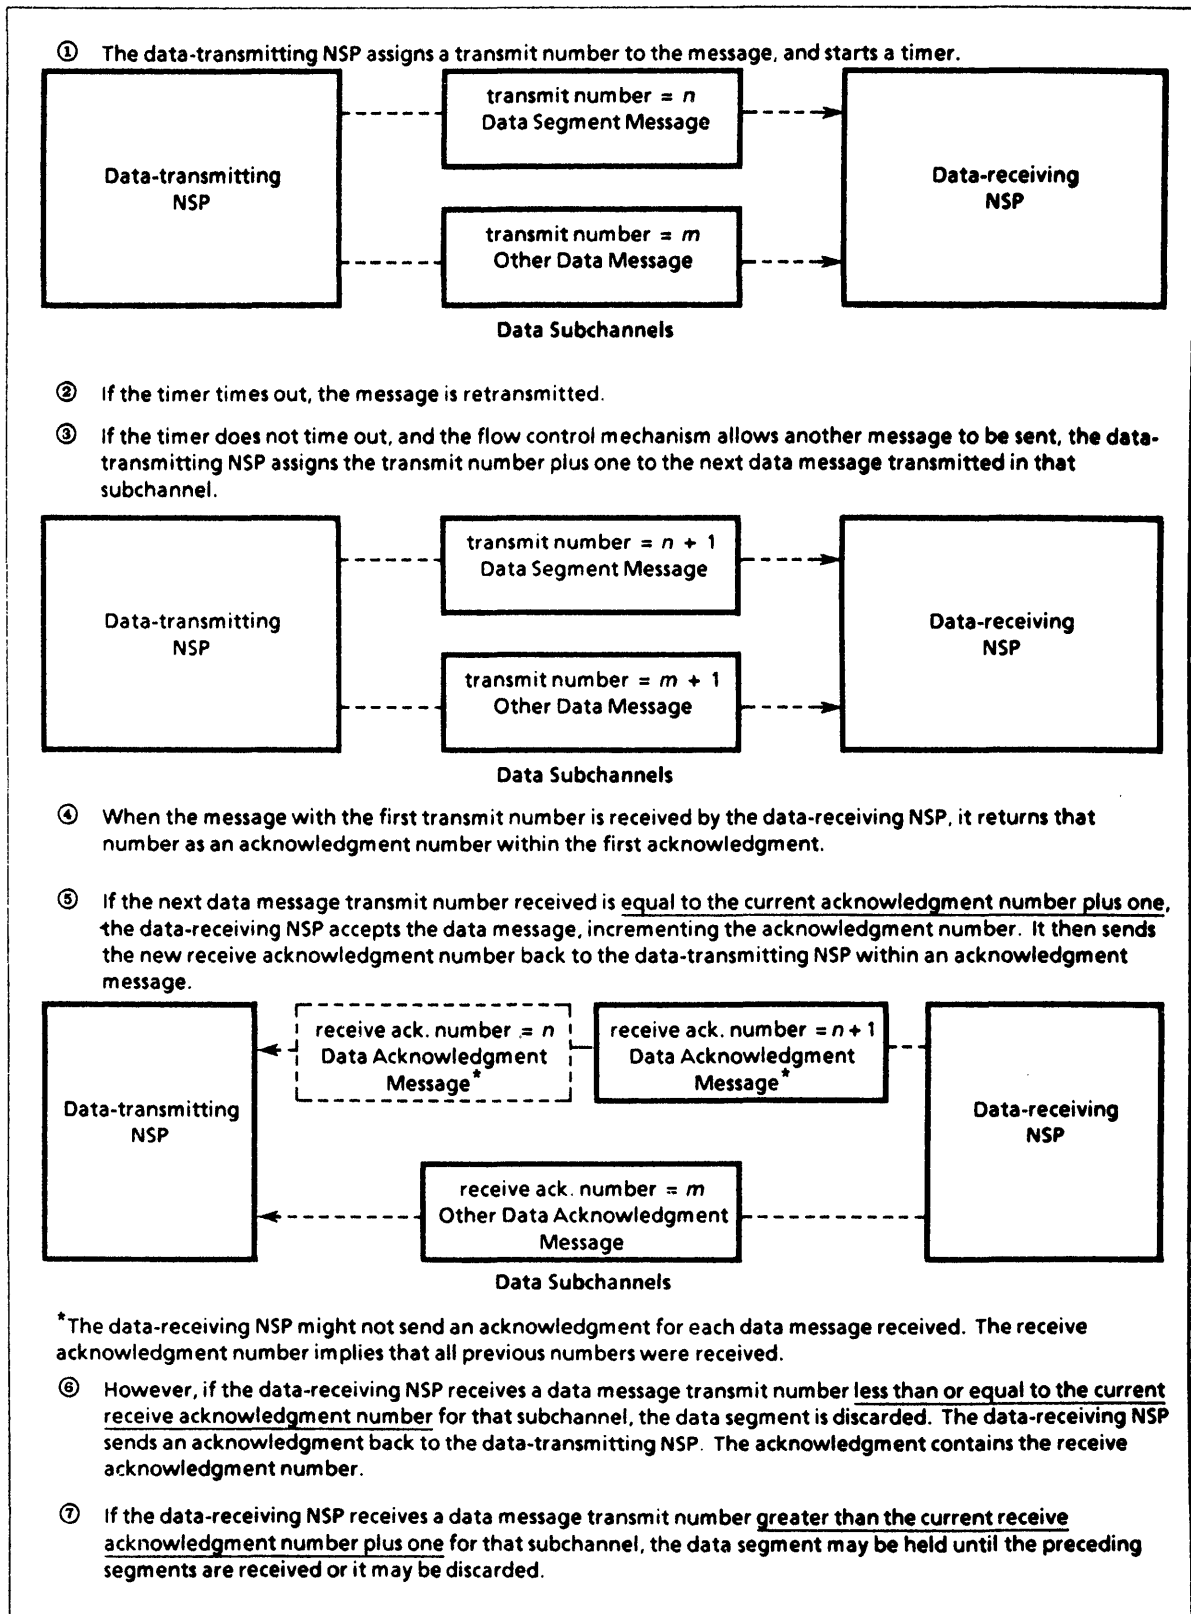 ① The data-transmitting NSP assigns a transmit number to the message, and starts a timer.
transmit number = n
Data Segment Message
Data-transmitting
NSP
Data-receiving
NSP
transmit number = m
Other Data Message
Data Subchannels
② If the timer times out, the message is retransmitted.
③ If the timer does not time out, and the flow control mechanism allows another message to be sent, the data-
transmitting NSP assigns the transmit number plus one to the next data message transmitted in that
subchannel.
transmit number = n + 1
Data Segment Message
Data-transmitting
NSP
Data-receiving
NSP
transmit number = m + 1
Other Data Message
Data Subchannels
④ When the message with the first transmit number is received by the data-receiving NSP, it returns that
number as an acknowledgment number within the first acknowledgment.
⑤ If the next data message transmit number received is equal to the current acknowledgment number plus one,
the data-receiving NSP accepts the data message, incrementing the acknowledgment number. It then sends
the new receive acknowledgment number back to the data-transmitting NSP within an acknowledgment
message.
receive ack. number = n
Data Acknowledgment
Message*
receive ack. number = n + 1
Data Acknowledgment
Message*
Data-transmitting
NSP
Data-receiving
NSP
receive ack. number = m
Other Data Acknowledgment
Message
Data Subchannels
*The data-receiving NSP might not send an acknowledgment for each data message received. The receive
acknowledgment number implies that all previous numbers were received.
⑥ However, if the data-receiving NSP receives a data message transmit number less than or equal to the current
receive acknowledgment number for that subchannel, the data segment is discarded. The data-receiving NSP
sends an acknowledgment back to the data-transmitting NSP. The acknowledgment contains the receive
acknowledgment number.
⑦ If the data-receiving NSP receives a data message transmit number greater than the current receive
acknowledgment number plus one for that subchannel, the data segment may be held until the preceding
segments are received or it may be discarded.